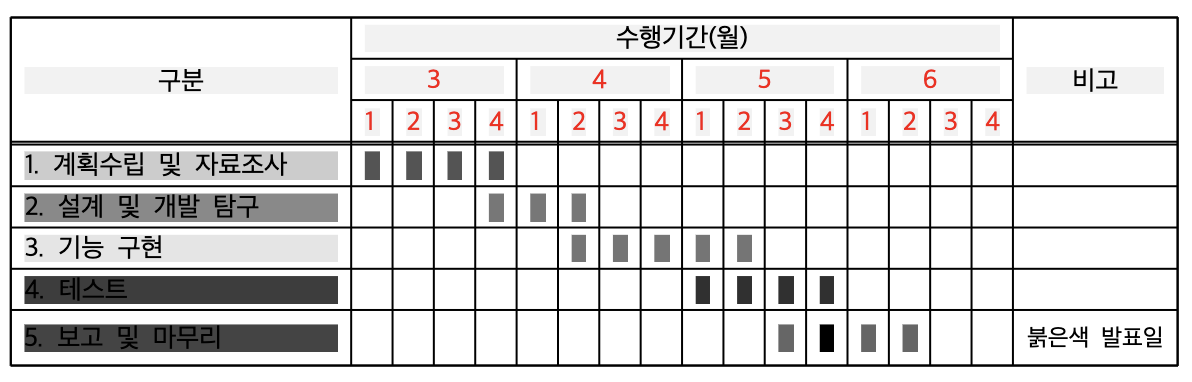 구분
수행기간(월)
비고
3 4 5 6
1 2 3 4 1 2 3 4 1 2 3 4 1 2 3 4
1. 계획수립 및 자료조사
2. 설계 및 개발 탐구
3. 기능 구현
4. 테스트
5. 보고 및 마무리
붉은색 발표일